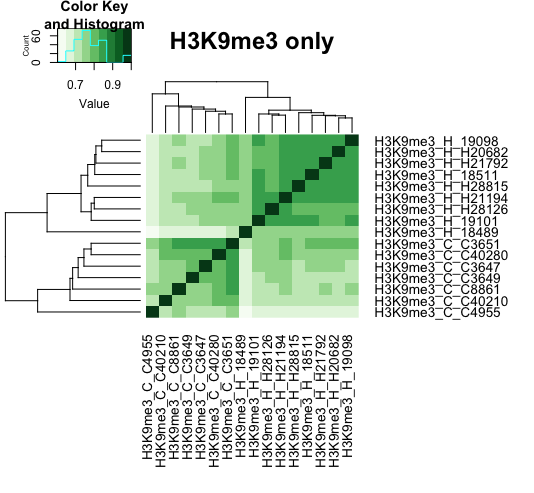 Color Key
and Histogram
Count
0 60
0.7 0.9
Value
H3K9me3 only
H3K9me3_H_19098
H3K9me3_H_H20682
H3K9me3_H_H21792
H3K9me3_H_18511
H3K9me3_H_H28815
H3K9me3_H_H21194
H3K9me3_H_H28126
H3K9me3_H_19101
H3K9me3_H_18489
H3K9me3_C_C3651
H3K9me3_C_C40280
H3K9me3_C_C3647
H3K9me3_C_C3649
H3K9me3_C_C8861
H3K9me3_C_C40210
H3K9me3_C_C4955
H3K9me3_C_C4955
H3K9me3_C_C40210
H3K9me3_C_C8861
H3K9me3_C_C3649
H3K9me3_C_C3647
H3K9me3_C_C40280
H3K9me3_C_C3651
H3K9me3_H_18489
H3K9me3_H_19101
H3K9me3_H_H28126
H3K9me3_H_H21194
H3K9me3_H_H28815
H3K9me3_H_18511
H3K9me3_H_H21792
H3K9me3_H_H20682
H3K9me3_H_19098